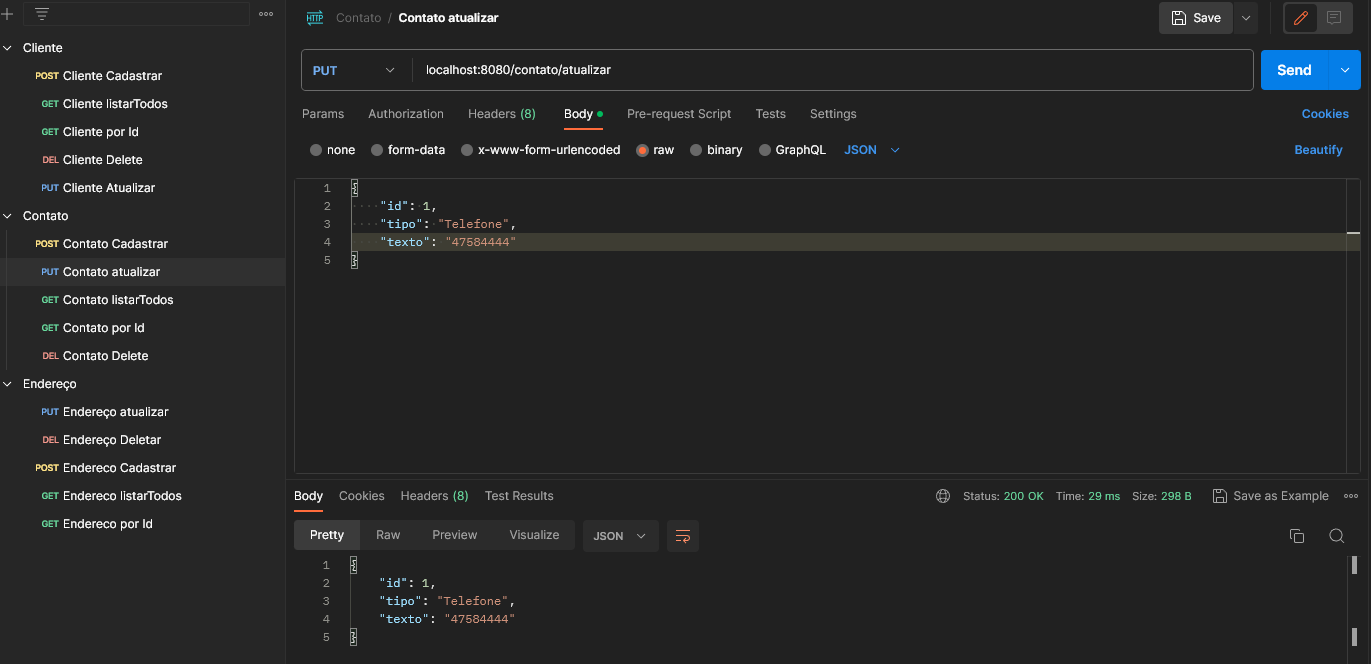 HTTP Contato / Contato atualizar Save
Cliente
POST Cliente Cadastrar
GET Cliente listarTodos
GET Cliente por Id
DEL Cliente Delete
PUT Cliente Atualizar
Contato
POST Contato Cadastrar
PUT Contato atualizar
GET Contato listarTodos
GET Contato por Id
DEL Contato Delete
Endereço
PUT Endereço atualizar
DEL Endereço Deletar
POST Endereco Cadastrar
GET Endereco listarTodos
GET Endereco por Id
PUT localhost:8080/contato/atualizar Send
Params Authorization Headers (8) Body Pre-request Script Tests Settings Cookies
none form-data x-www-form-urlencoded raw binary GraphQL JSON Beautify
1 {
2 "id": 1,
3 "tipo": "Telefone",
4 "texto": "47584444"
5 }
Body Cookies Headers (8) Test Results Status: 200 OK Time: 29 ms Size: 298 B Save as Example
Pretty Raw Preview Visualize JSON
1 {
2 "id": 1,
3 "tipo": "Telefone",
4 "texto": "47584444"
5 }